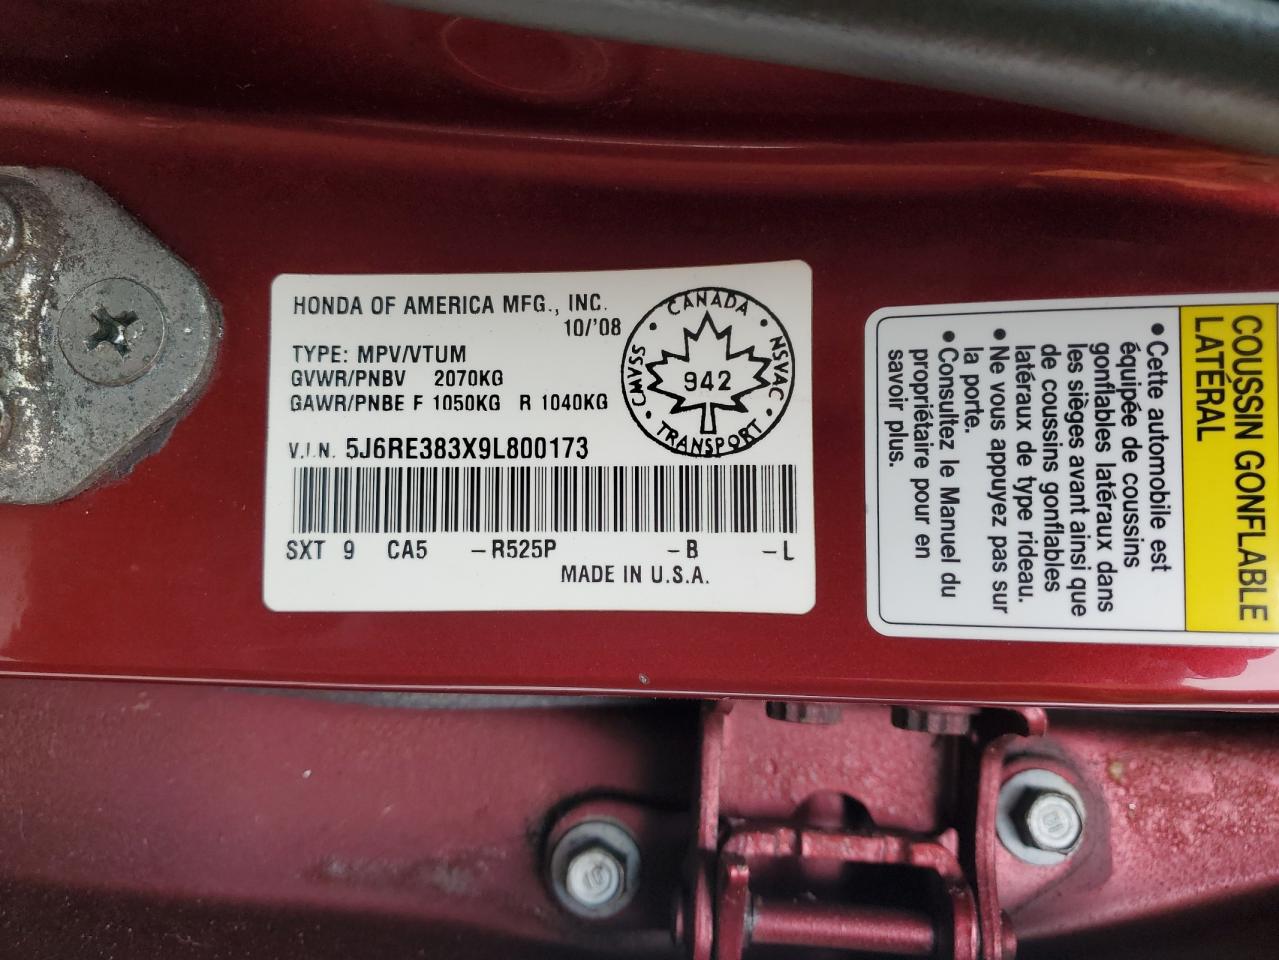 HONDA OF AMERICA MFG., INC.
10/'08
TYPE: MPV/VTUM
GVWR/PNBV 2070KG
GAWR/PNBE F 1050KG R 1040KG
V.I.N. 5J6RE383X9L800173
SXT 9 CA5 -R525P -B -L
MADE IN U.S.A.
CANADA
CMVSS
942
NSVAC
TRANSPORT
COUSSIN GONFLABLE
LATÉRAL
• Cette automobile est
équipée de coussins
gonflables latéraux dans
les sièges avant ainsi que
de coussins gonflables
latéraux de type rideau.
• Ne vous appuyez pas sur
la porte.
• Consultez le Manuel du
propriétaire pour en
savoir plus.